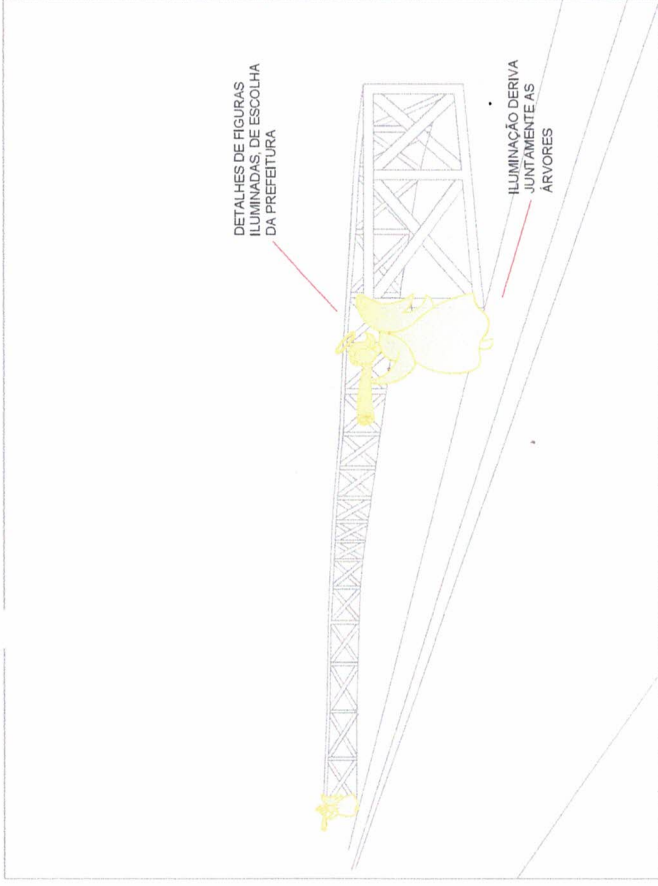 DETALHES DE FIGURAS
ILUMINADAS, DE ESCOLHA
DA PREFEITURA
ILUMINAÇÃO DERIVA
JUNTAMENTE AS
ÁRVORES